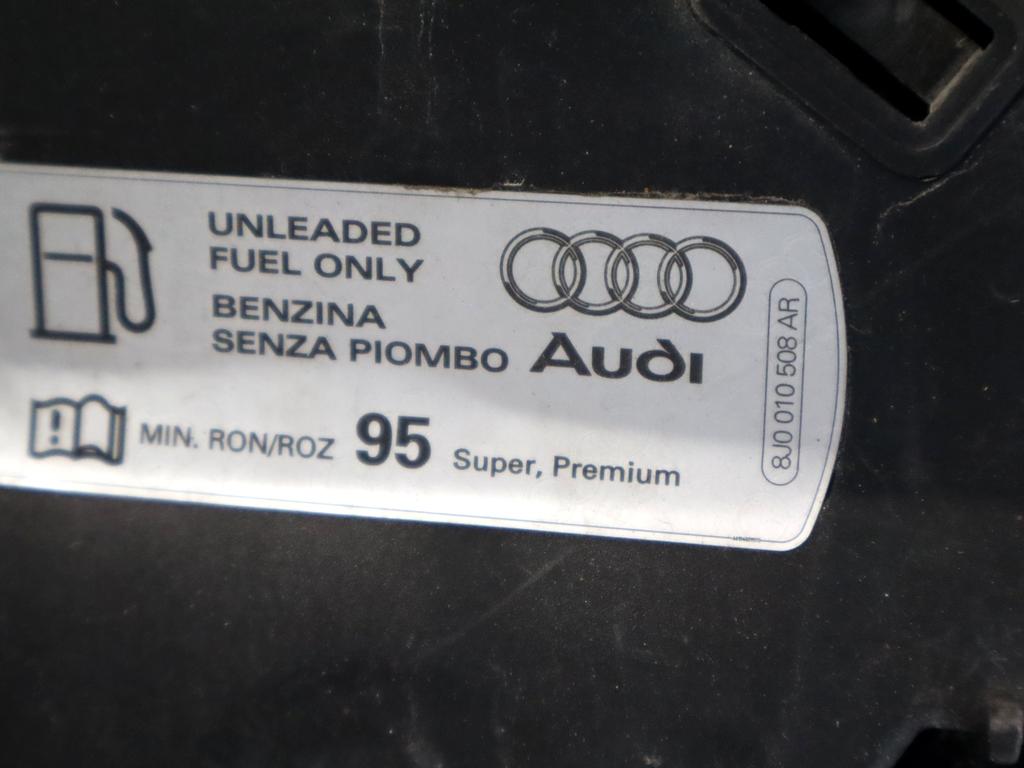 UNLEADED
FUEL ONLY
BENZINA
SENZA PIOMBO
Audi
MIN. RON/ROZ 95 Super, Premium
8J0 010 508 AR